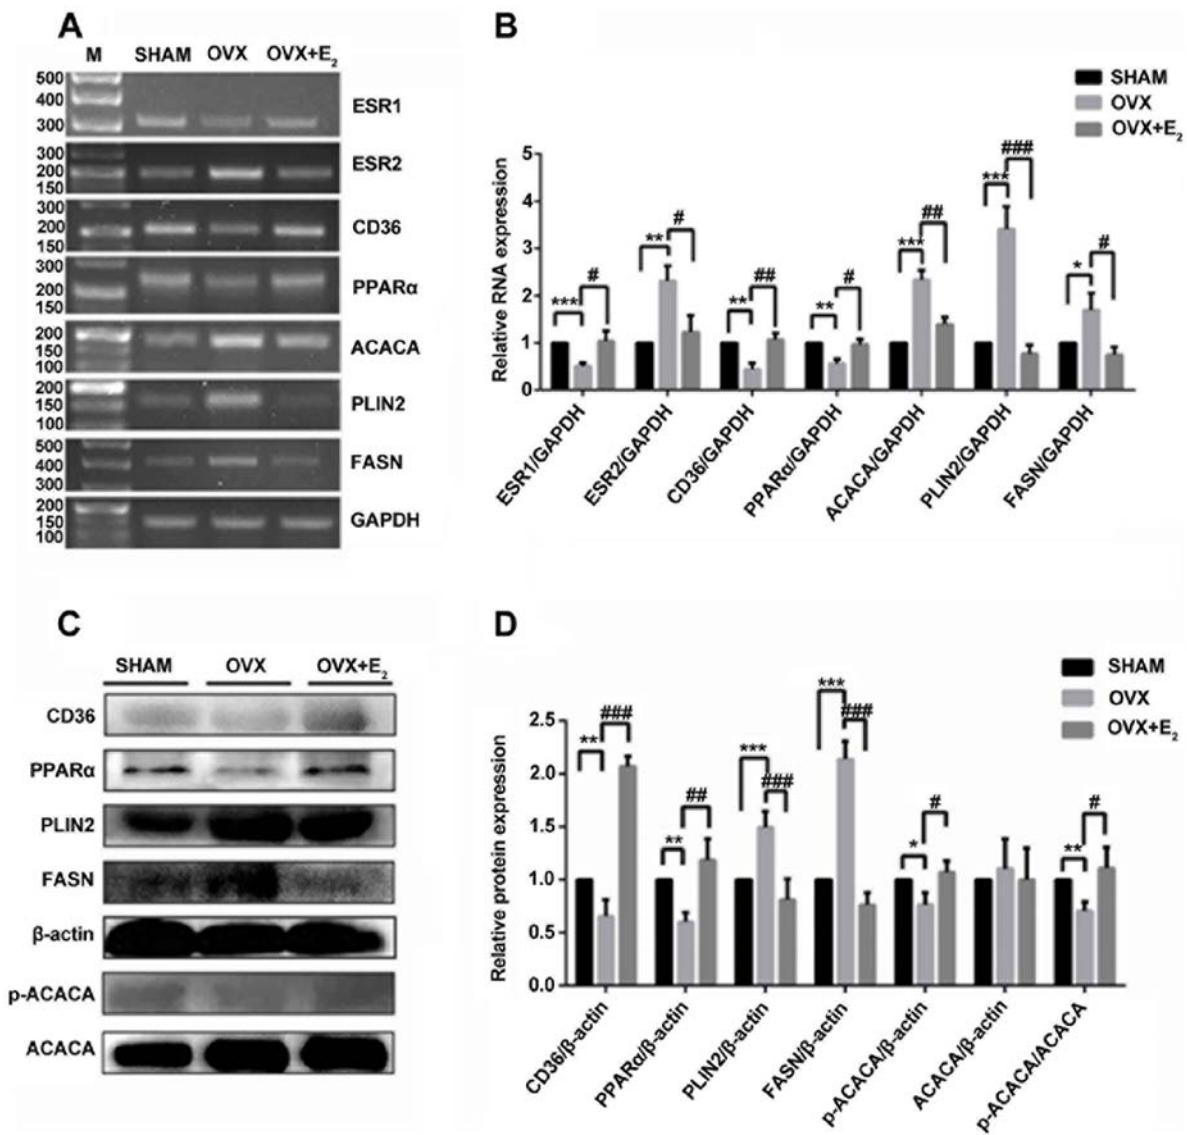 A
M SHAM OVX OVX+E2
500
400
300
ESR1
300
200
150
ESR2
300
200
150
CD36
300
200
150
PPARα
200
150
100
ACACA
200
150
100
PLIN2
500
400
300
FASN
200
150
100
GAPDH
B
SHAM
OVX
OVX+E2
Relative RNA expression
5
4
3
2
1
0
*** #
** #
** ##
** #
*** ##
*** ###
* #
ESR1/GAPDH
ESR2/GAPDH
CD36/GAPDH
PPARα/GAPDH
ACACA/GAPDH
PLIN2/GAPDH
FASN/GAPDH
C
SHAM OVX OVX+E2
CD36
PPARα
PLIN2
FASN
β-actin
p-ACACA
ACACA
D
SHAM
OVX
OVX+E2
Relative protein expression
2.5
2.0
1.5
1.0
0.5
0.0
** ###
** ##
*** ###
*** ###
* #
** #
CD36/β-actin
PPARα/β-actin
PLIN2/β-actin
FASN/β-actin
p-ACACA/β-actin
ACACA/β-actin
p-ACACA/ACACA